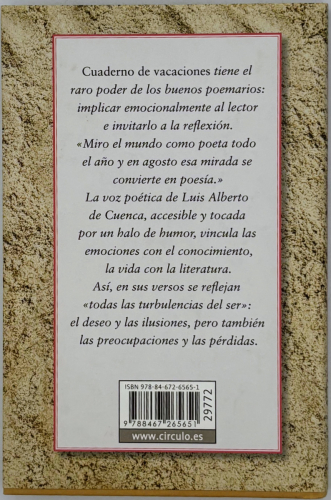 Cuaderno de vacaciones tiene el
raro poder de los buenos poemarios:
implicar emocionalmente al lector
e invitarlo a la reflexión.
«Miro el mundo como poeta todo
el año y en agosto esa mirada se
convierte en poesía.»
La voz poética de Luis Alberto
de Cuenca, accesible y tocada
por un halo de humor, vincula las
emociones con el conocimiento,
la vida con la literatura.
Así, en sus versos se reflejan
«todas las turbulencias del ser»:
el deseo y las ilusiones, pero también
las preocupaciones y las pérdidas.
ISBN 978-84-672-6565-1
29772
9 788467 265651
www.circulo.es